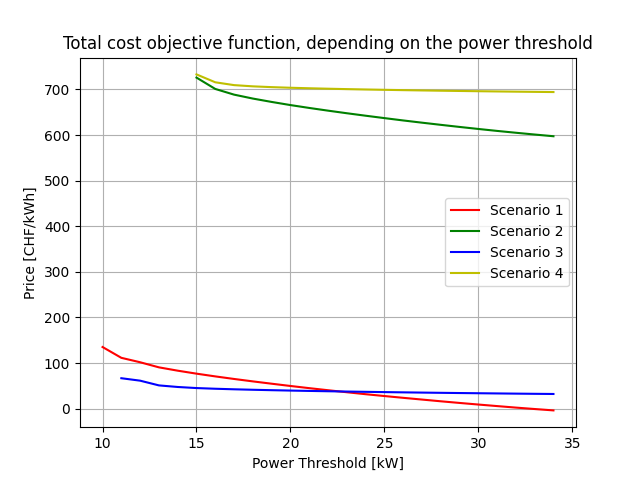 Total cost objective function, depending on the power threshold
Price [CHF/kWh]
700
600
500
400
300
200
100
0
Scenario 1
Scenario 2
Scenario 3
Scenario 4
10 15 20 25 30 35
Power Threshold [kW]